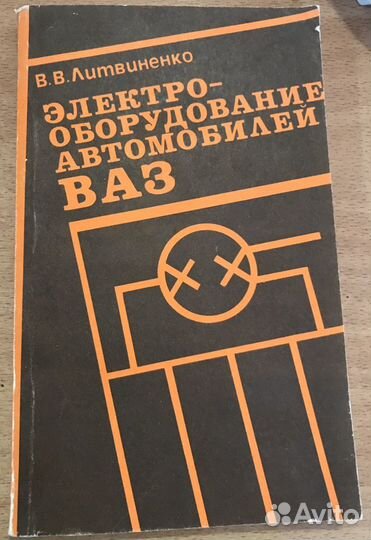 В.В.Литвиненко
ЭЛЕКТРО-
ОБОРУДОВАНИЕ
АВТОМОБИЛЕЙ
ВАЗ
Avito